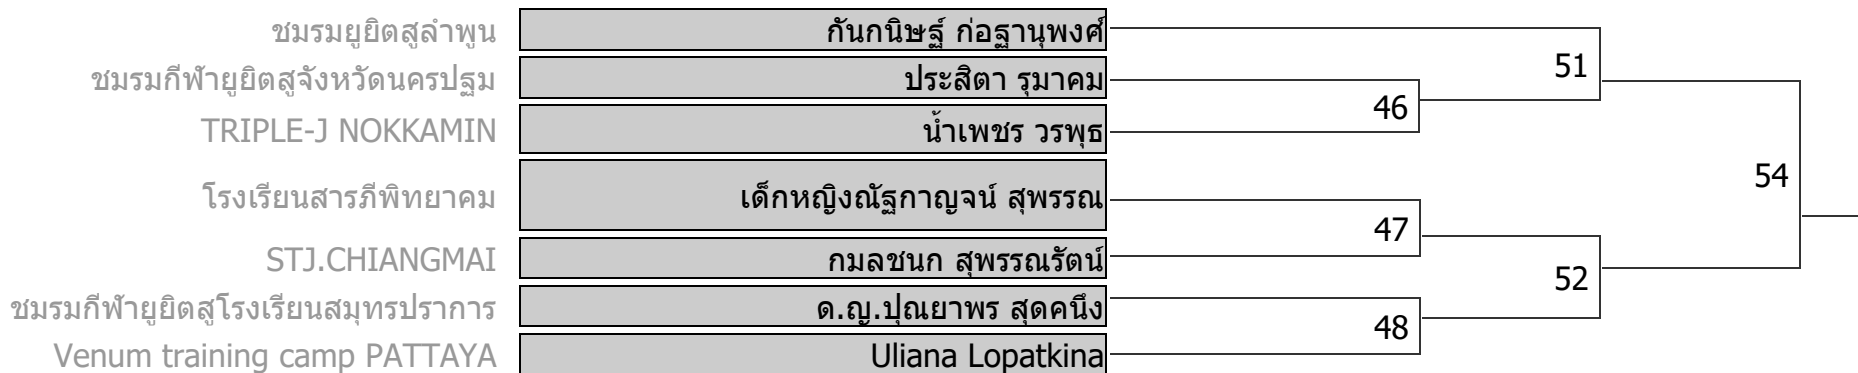 ชมรมยูยิตสูลำพูน กันกนิษฐ์ ก่อฐานุพงศ์
51
ชมรมกีฬายูยิตสูจังหวัดนครปฐม ประสิตา รุมาคม
46
TRIPLE-J NOKKAMIN น้ำเพชร วรพุธ
54
โรงเรียนสารภีพิทยาคม เด็กหญิงณัฐกาญจน์ สุพรรณ
47
STJ.CHIANGMAI กมลชนก สุพรรณรัตน์
52
ชมรมกีฬายูยิตสูโรงเรียนสมุทรปราการ ด.ญ.ปุณยาพร สุดคนึง
48
Venum training camp PATTAYA Uliana Lopatkina